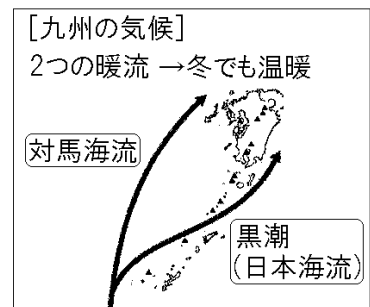 [九州の気候]
2つの暖流→冬でも温暖
対馬海流
黒潮
(日本海流)